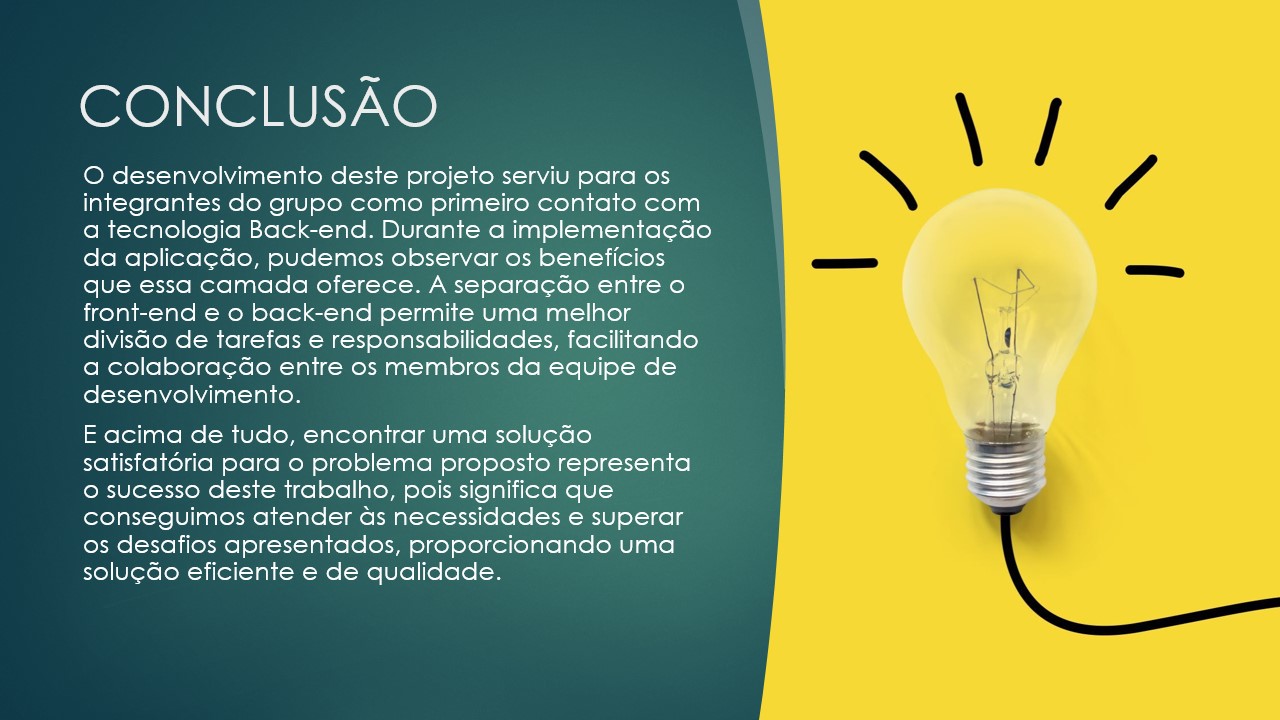 CONCLUSÃO
O desenvolvimento deste projeto serviu para os
integrantes do grupo como primeiro contato com
a tecnologia Back-end. Durante a implementação
da aplicação, pudemos observar os benefícios
que essa camada oferece. A separação entre o
front-end e o back-end permite uma melhor
divisão de tarefas e responsabilidades, facilitando
a colaboração entre os membros da equipe de
desenvolvimento.
E acima de tudo, encontrar uma solução
satisfatória para o problema proposto representa
o sucesso deste trabalho, pois significa que
conseguimos atender às necessidades e superar
os desafios apresentados, proporcionando uma
solução eficiente e de qualidade.